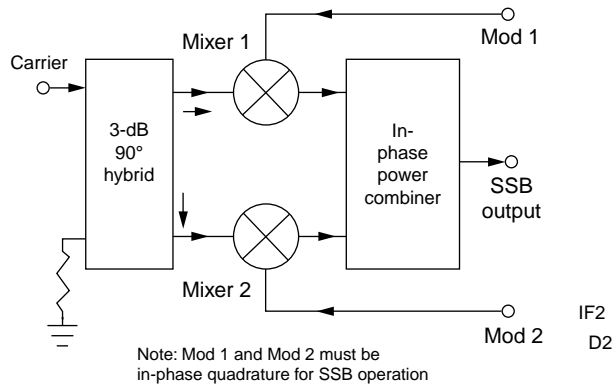 Mixer 1
Mod 1
Carrier
3-dB
90°
hybrid
In-
phase
power
combiner
SSB
output
Mixer 2
Mod 2
IF2
D2
Note: Mod 1 and Mod 2 must be
in-phase quadrature for SSB operation